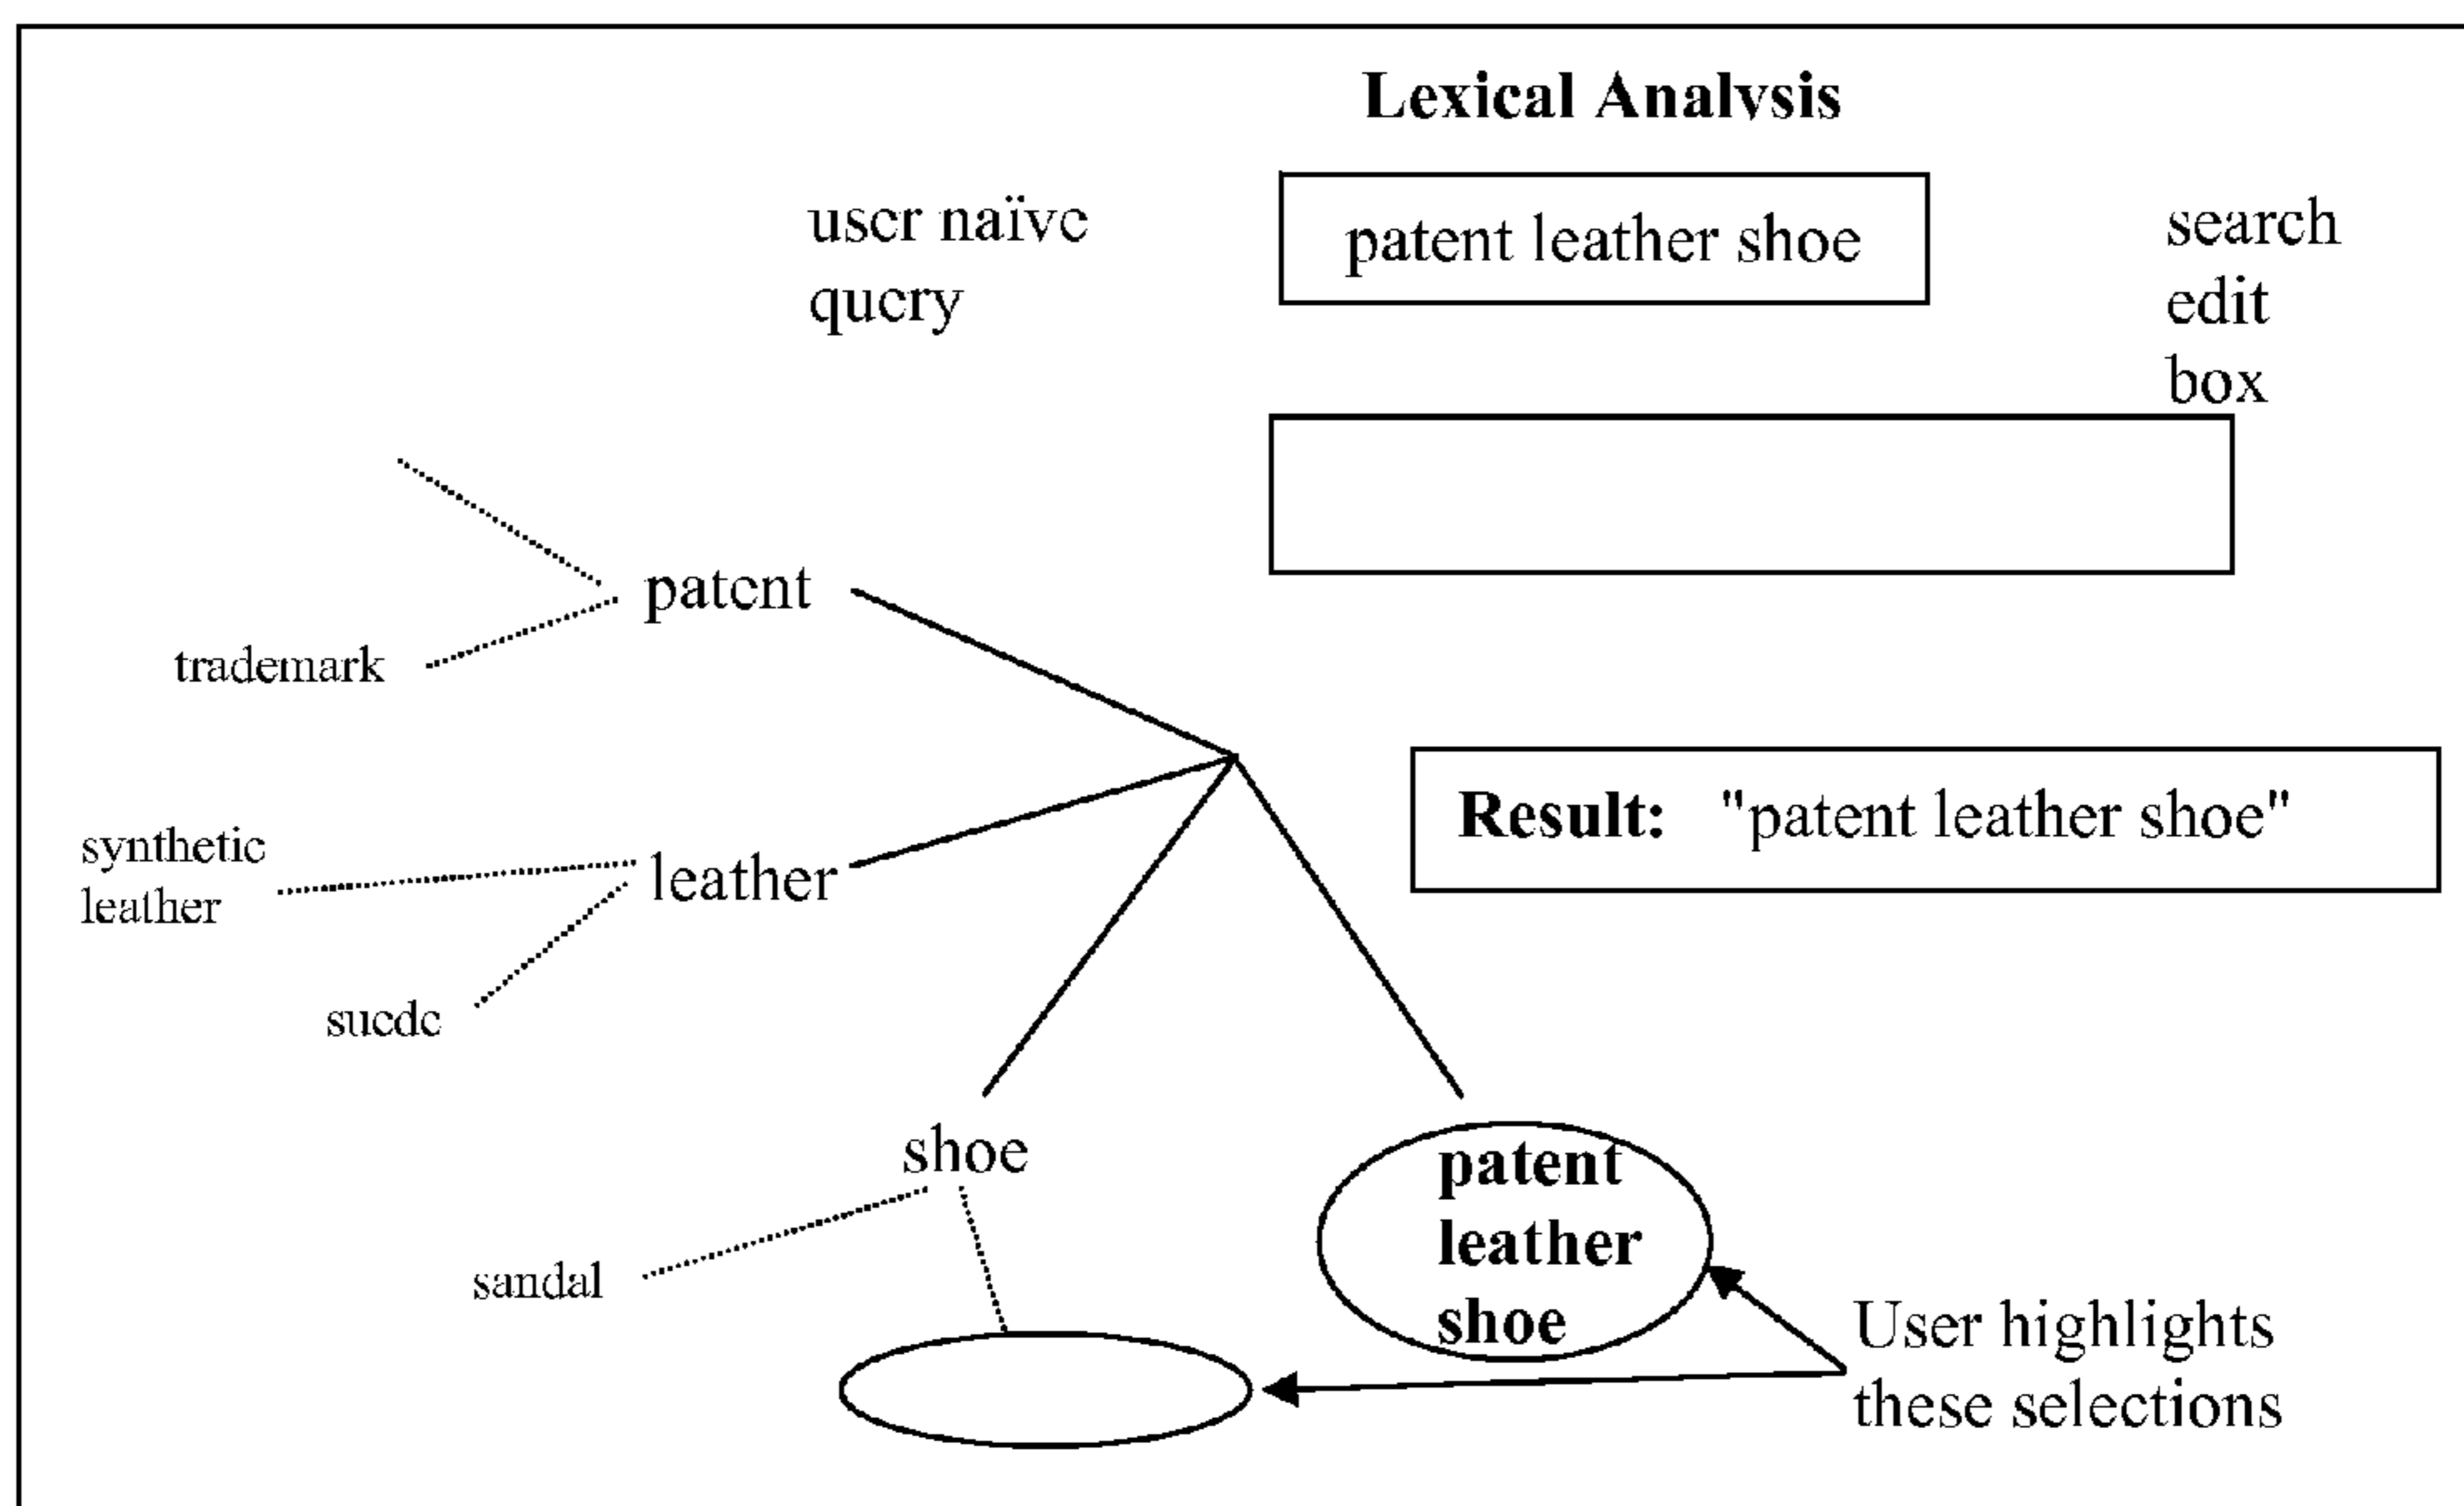 Lexical Analysis
user naïve
query
patent leather shoe
search
edit
box
patent
trademark
Result: "patent leather shoe"
synthetic
leather
leather
suede
shoe
patent
leather
shoe
sandal
User highlights
these selections